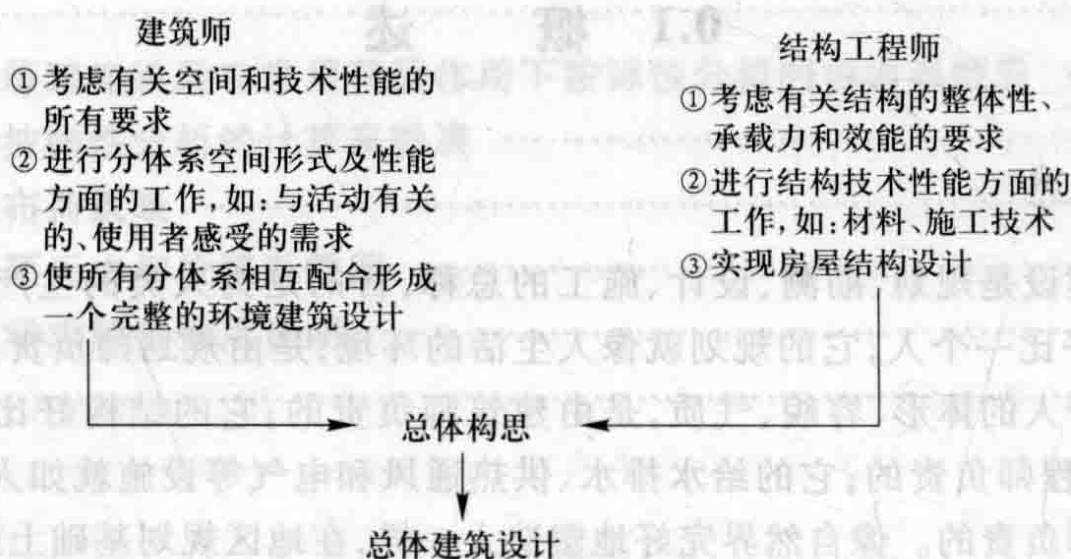 建筑师
①考虑有关空间和技术性能的
所有要求
②进行分体系空间形式及性能
方面的工作,如:与活动有关
的、使用者感受的需求
③使所有分体系相互配合形成
一个完整的环境建筑设计
结构工程师
①考虑有关结构的整体性、
承载力和效能的要求
②进行结构技术性能方面的
工作,如:材料、施工技术
③实现房屋结构设计
总体构思
总体建筑设计